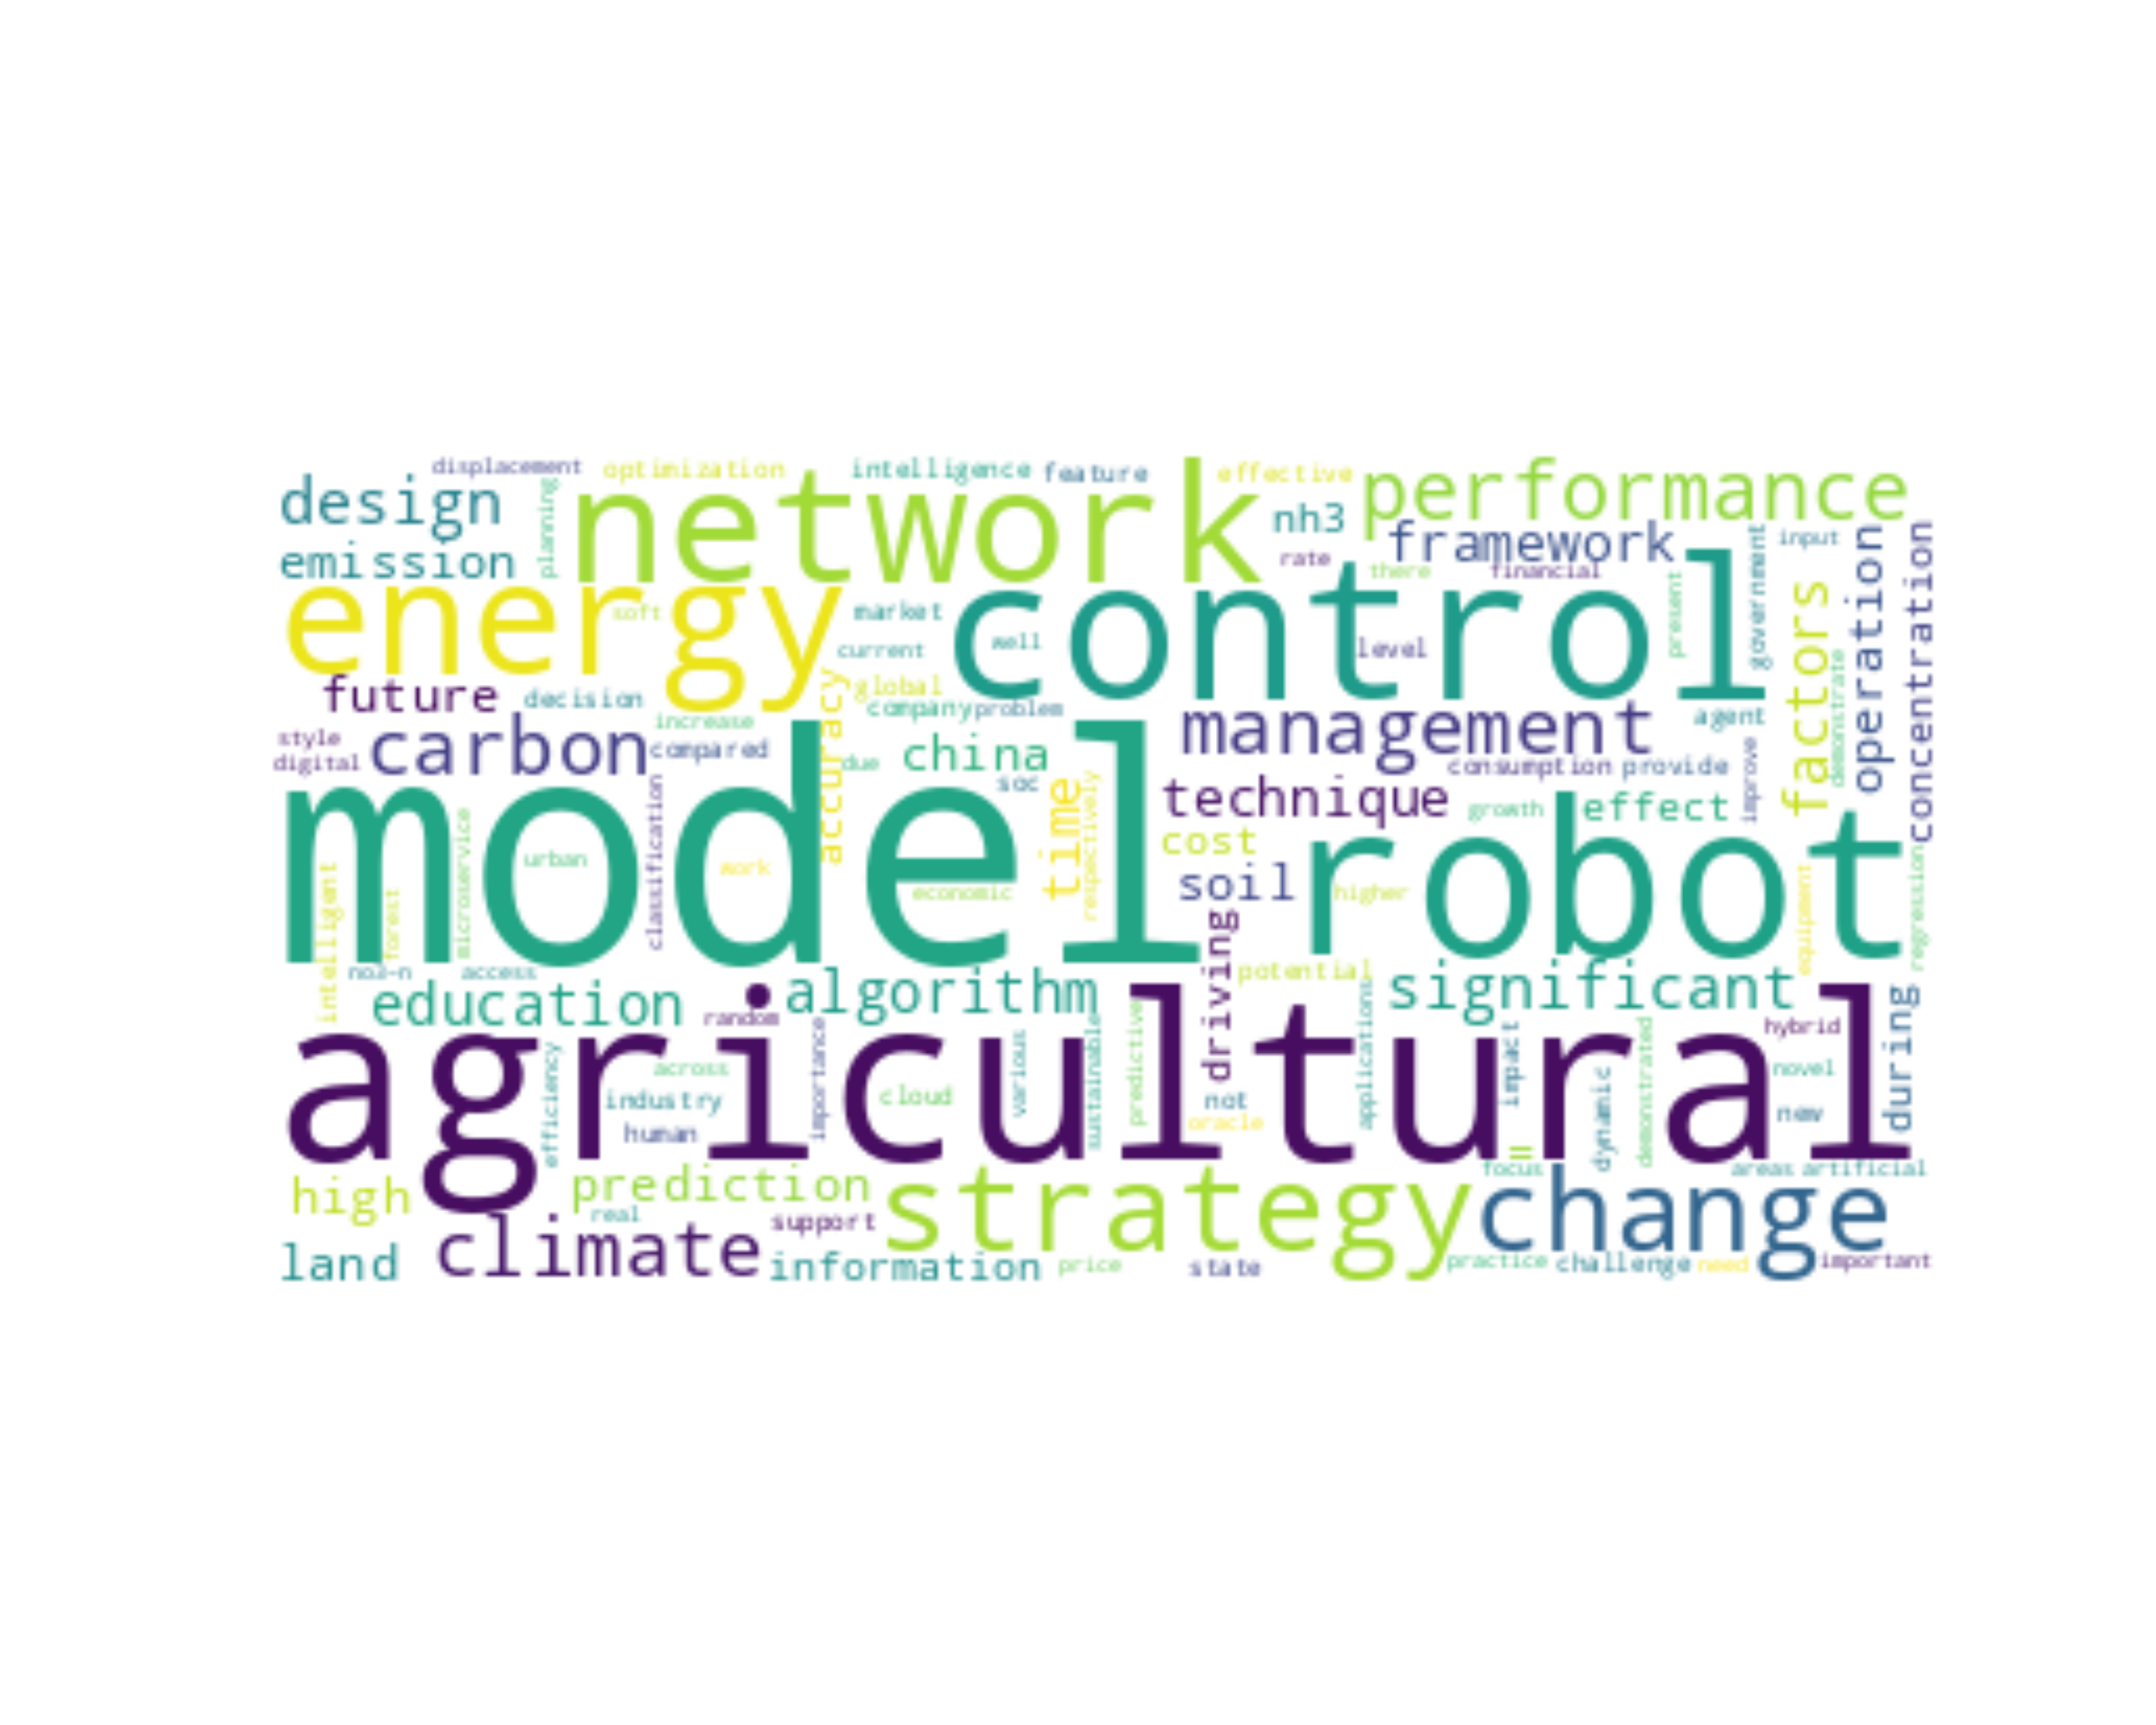 displacement
optimization
intelligence
feature
effective
performance
design
planning
network
nh3
framework
government
input
operation
concentration
emission
rate
there
financial
present
energy
soft
market
control
factors
current
well
level
demonstrate
future
decision
accuracy
global
company
problem
management
agent
increase
style
carbon
compared
china
digital
due
soc
consumption
provide
improve
model
time
respectively
technique
growth
effect
classification
microservice
cost
robot
urban
work
economic
soil
higher
intelligent
forest
equipment
regression
no3-n
access
driving
potential
significant
education
algorithm
random
during
hybrid
agricultural
importance
various
sustainable
predictive
applications
impact
demonstrated
efficiency
across
industry
cloud
human
not
oracle
dynamic
novel
new
=
focus
areas
artificial
high
prediction
strategy
change
real
climate
support
land
information
price
state
practice
challenge
need
important